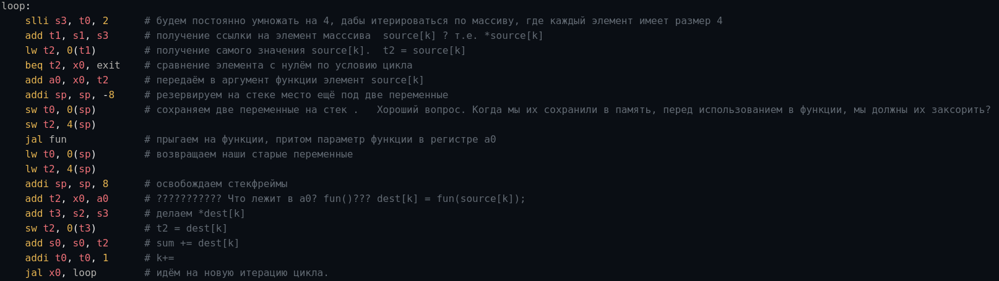 loop:
    slli s3, t0, 2      # будем постоянно умножать на 4, дабы итерироваться по массиву, где каждый элемент имеет размер 4
    add t1, s1, s3      # получение ссылки на элемент масссива  source[k] ? т.е. *source[k]
    lw t2, 0(t1)        # получение самого значения source[k].  t2 = source[k]
    beq t2, x0, exit    # сравнение элемента с нулём по условию цикла
    add a0, x0, t2      # передаём в аргумент функции элемент source[k]
    addi sp, sp, -8     # резервируем на стеке место ещё под две переменные
    sw t0, 0(sp)        # сохраняем две переменные на стек .   Хороший вопрос. Когда мы их сохранили в память, перед использованием в функции, мы должны их заксорить?
    sw t2, 4(sp)
    jal fun             # прыгаем на функции, притом параметр функции в регистре a0
    lw t0, 0(sp)        # возвращаем наши старые переменные
    lw t2, 4(sp)
    addi sp, sp, 8      # освобождаем стекфреймы
    add t2, x0, a0      # ??????????? Что лежит в a0? fun()??? dest[k] = fun(source[k]);
    add t3, s2, s3      # делаем *dest[k]
    sw t2, 0(t3)        # t2 = dest[k]
    add s0, s0, t2      # sum += dest[k]
    addi t0, t0, 1      # k+=
    jal x0, loop        # идём на новую итерацию цикла.